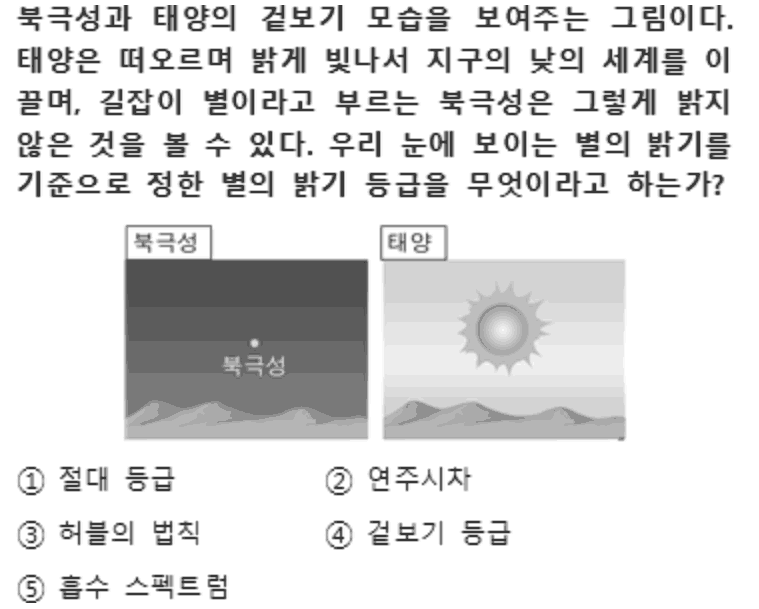 북극성과 태양의 겉보기 모습을 보여주는 그림이다.
태양은 떠오르며 밝게 빛나서 지구의 낮의 세계를 이
끌며, 길잡이 별이라고 부르는 북극성은 그렇게 밝지
않은 것을 볼 수 있다. 우리 눈에 보이는 별의 밝기를
기준으로 정한 별의 밝기 등급을 무엇이라고 하는가?
북극성
태양
북극성
① 절대 등급
② 연주시차
③ 허블의 법칙
④ 겉보기 등급
⑤ 흡수 스펙트럼